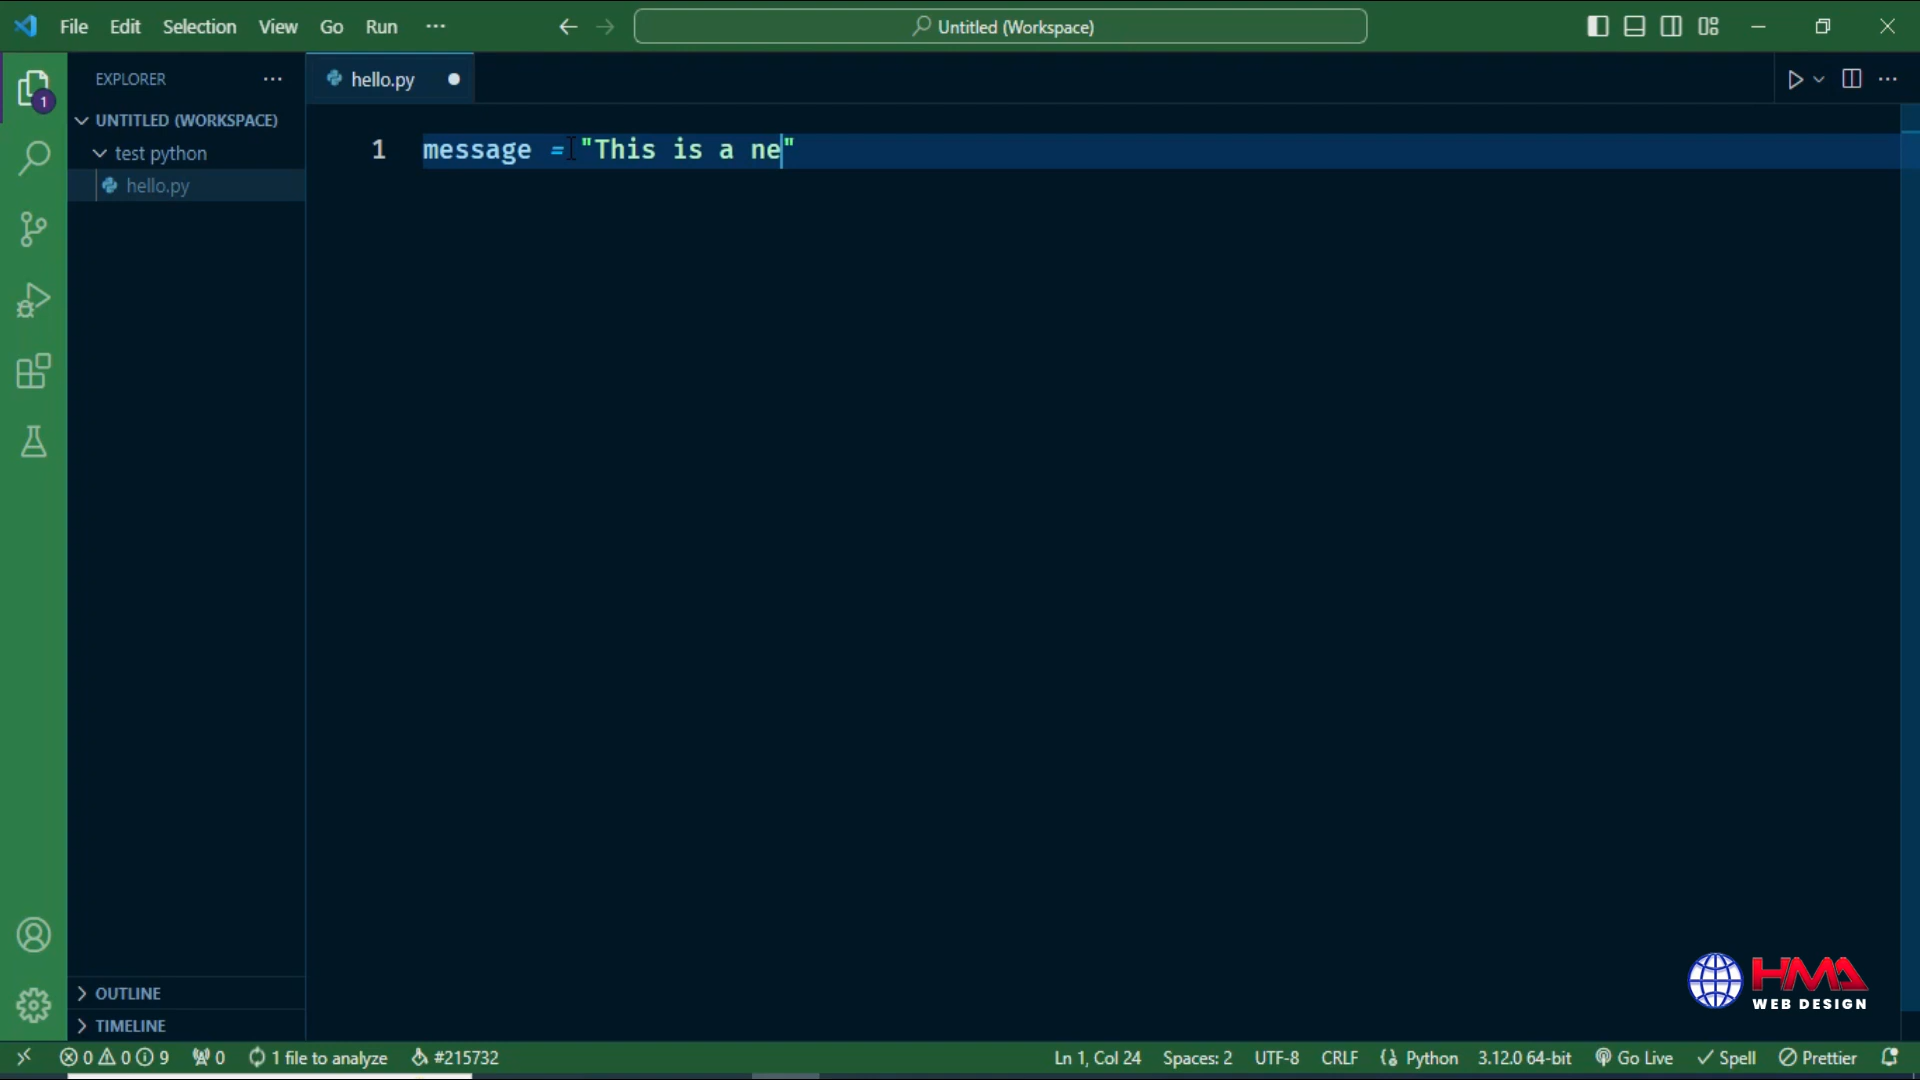 File Edit Selection View Go Run ··· Untitled (Workspace)
EXPLORER ···
hello.py
UNTITLED (WORKSPACE)
test python
hello.py
1 message = "This is a ne"
1
OUTLINE
TIMELINE
HMA
WEB DESIGN
0 0 9 0 1 file to analyze #215732 Ln 1, Col 24 Spaces: 2 UTF-8 CRLF Python 3.12.0 64-bit Go Live Spell Prettier